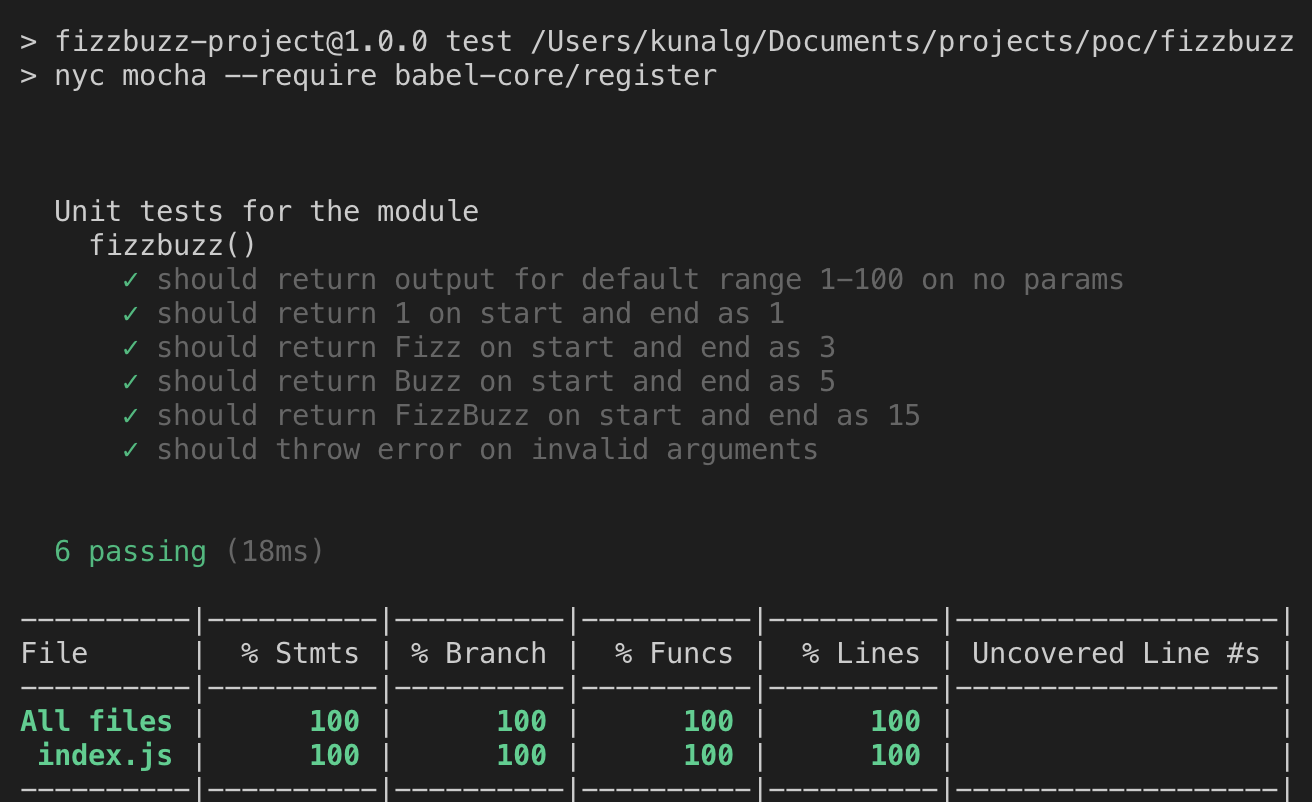 > fizzbuzz-project@1.0.0 test /Users/kunalg/Documents/projects/poc/fizzbuzz
> nyc mocha --require babel-core/register
Unit tests for the module
fizzbuzz()
✓ should return output for default range 1-100 on no params
✓ should return 1 on start and end as 1
✓ should return Fizz on start and end as 3
✓ should return Buzz on start and end as 5
✓ should return FizzBuzz on start and end as 15
✓ should throw error on invalid arguments
6 passing (18ms)
----------|----------|----------|----------|----------|-------------------|
File      |  % Stmts | % Branch |  % Funcs |  % Lines | Uncovered Line #s |
----------|----------|----------|----------|----------|-------------------|
All files |      100 |      100 |      100 |      100 |                   |
 index.js |      100 |      100 |      100 |      100 |                   |
----------|----------|----------|----------|----------|-------------------|